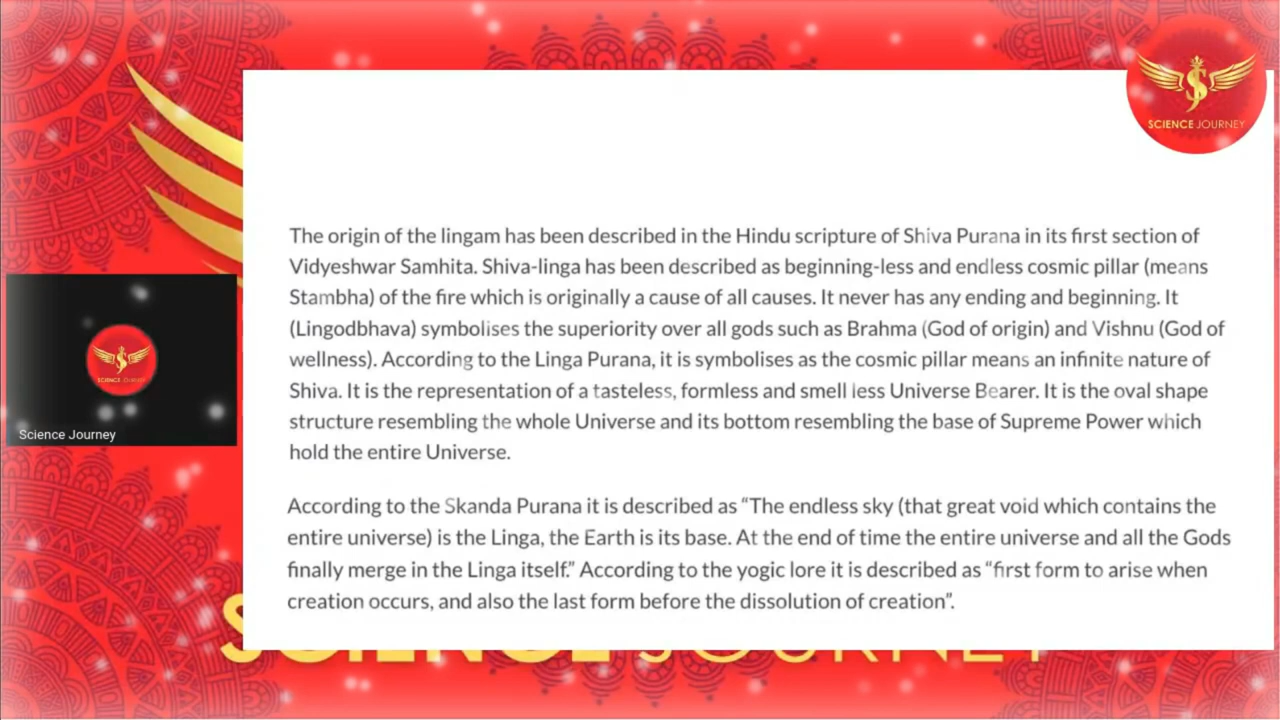 SCIENCE JOURNEY
The origin of the lingam has been described in the Hindu scripture of Shiva Purana in its first section of
Vidyeshwar Samhita. Shiva-linga has been described as beginning-less and endless cosmic pillar (means
Stambha) of the fire which is originally a cause of all causes. It never has any ending and beginning. It
(Lingodbhava) symbolises the superiority over all gods such as Brahma (God of origin) and Vishnu (God of
wellness). According to the Linga Purana, it is symbolises as the cosmic pillar means an infinite nature of
Shiva. It is the representation of a tasteless, formless and smell less Universe Bearer. It is the oval shape
structure resembling the whole Universe and its bottom resembling the base of Supreme Power which
hold the entire Universe.
SCIENCE JOURNEY
Science Journey
According to the Skanda Purana it is described as “The endless sky (that great void which contains the
entire universe) is the Linga, the Earth is its base. At the end of time the entire universe and all the Gods
finally merge in the Linga itself.” According to the yogic lore it is described as “first form to arise when
creation occurs, and also the last form before the dissolution of creation”.
SCIENCE JOURNEY